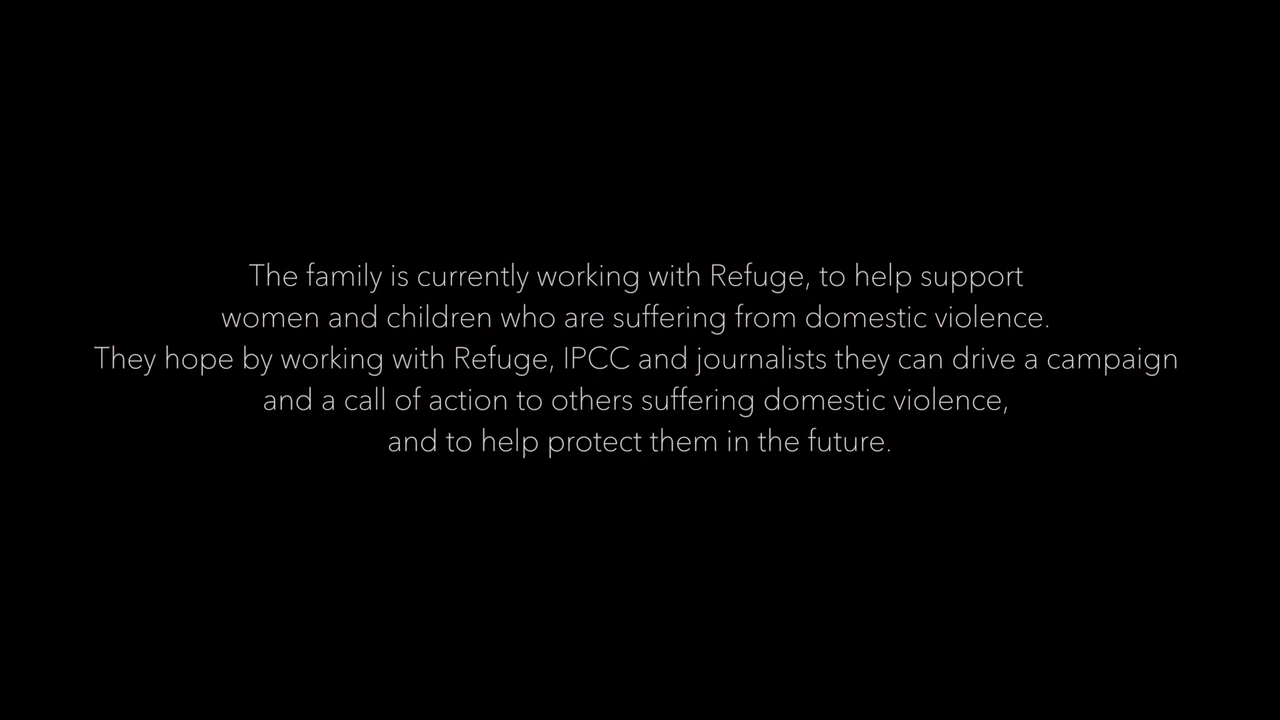 The family is currently working with Refuge, to help support
women and children who are suffering from domestic violence.
They hope by working with Refuge, IPCC and journalists they can drive a campaign
and a call of action to others suffering domestic violence,
and to help protect them in the future.